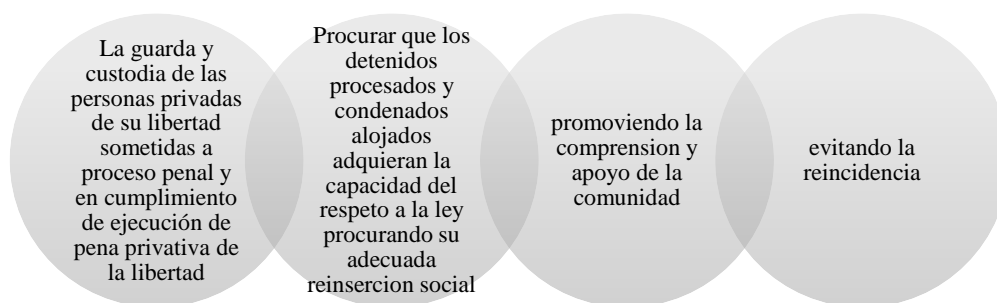 La guarda y
custodia de las
personas privadas
de su libertad
sometidas a
proceso penal y
en cumplimiento
de ejecución de
pena privativa de
la libertad
Procurar que los
detenidos
procesados y
condenados
alojados
adquieran la
capacidad del
respeto a la ley
procurando su
adecuada
reinsercion social
promoviendo la
comprension y
apoyo de la
comunidad
evitando la
reincidencia